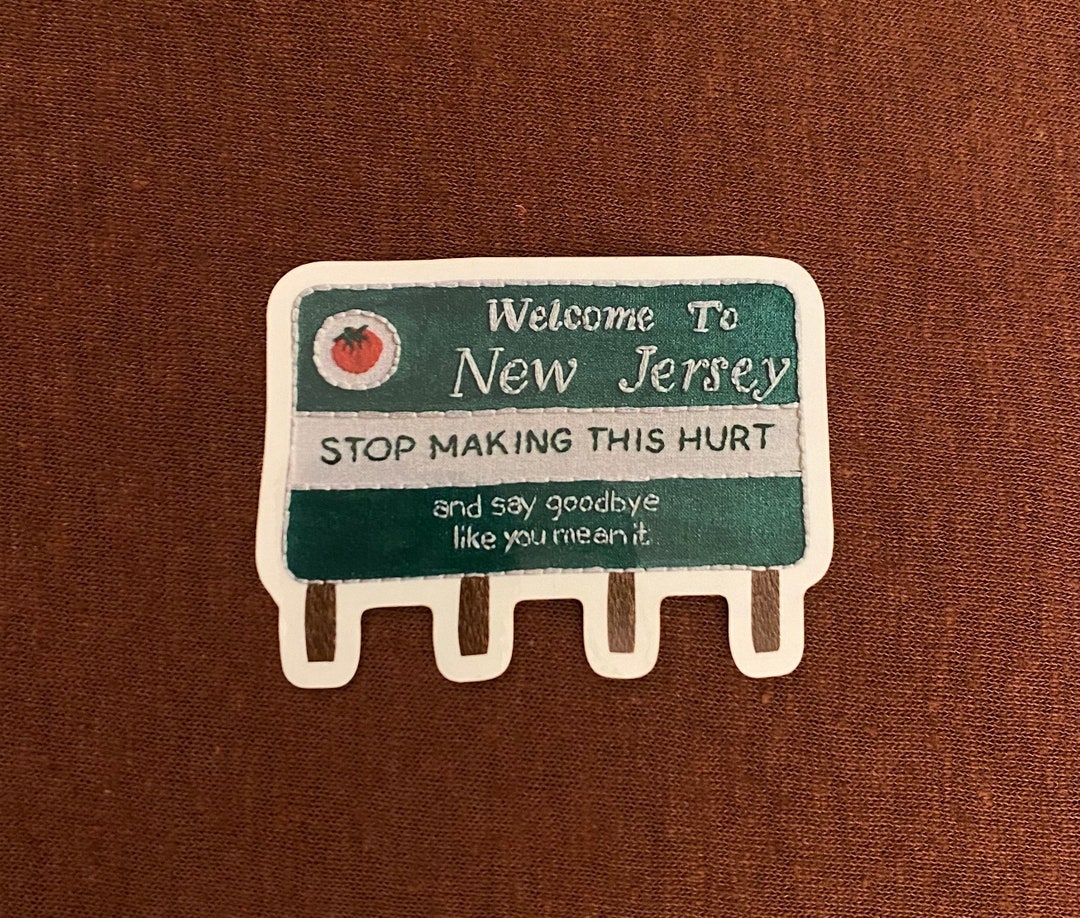 Welcome To
New Jersey
STOP MAKING THIS HURT
and say goodbye
like you mean it